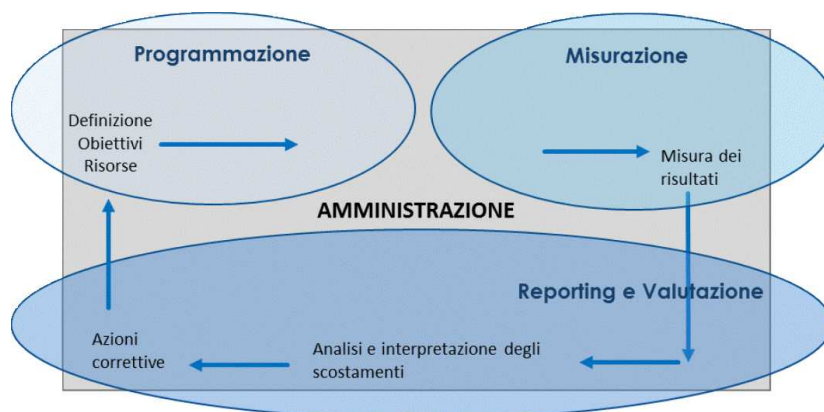 Programmazione
Misurazione
Definizione
Obiettivi
Risorse
Misura dei
risultati
AMMINISTRAZIONE
Reporting e Valutazione
Azioni
correttive
Analisi e interpretazione degli
scostamenti